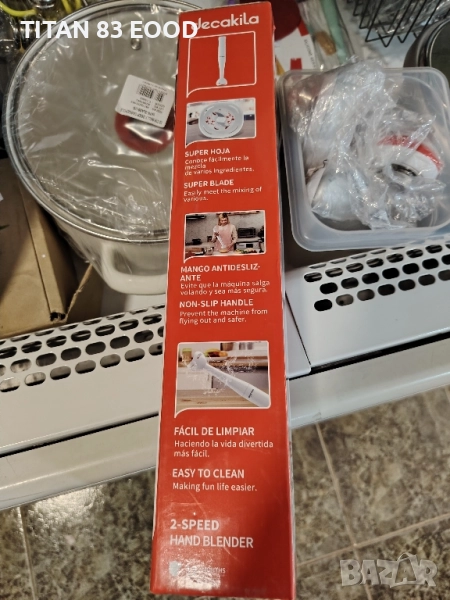 TITAN 83 EOOD
decakila
SUPER HOJA
Conoce fácilmente la
mezcla
de varios ingredientes.
SUPER BLADE
Easily meet the mixing of
various.
MANGO ANTIDESLIZ-
ANTE
Evite que la máquina salga
volando y sea más segura.
NON-SLIP HANDLE
Prevent the machine from
flying out and safer.
FÁCIL DE LIMPIAR
Haciendo la vida divertida
más fácil.
EASY TO CLEAN
Making fun life easier.
2-SPEED
HAND BLENDER
BAZAR